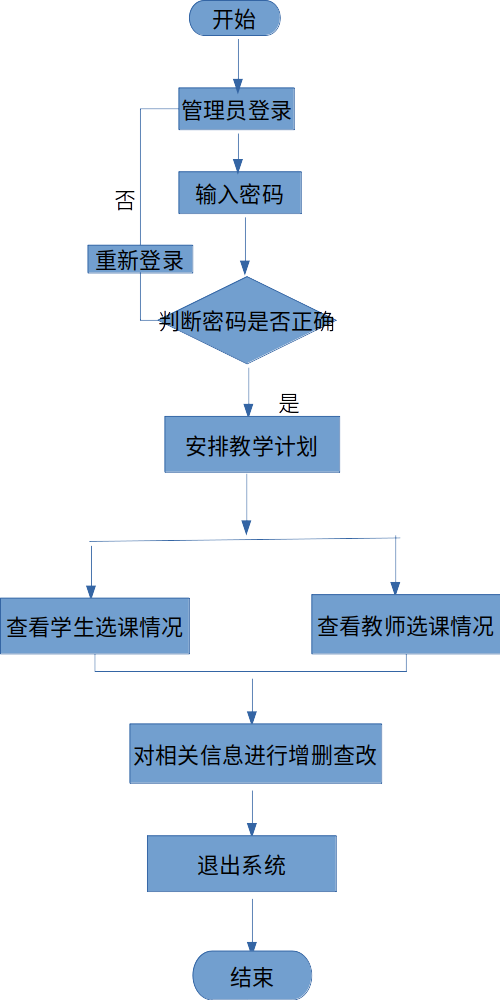 开始
管理员登录
输入密码
否
重新登录
判断密码是否正确
是
安排教学计划
查看学生选课情况
查看教师选课情况
对相关信息进行增删查改
退出系统
结束